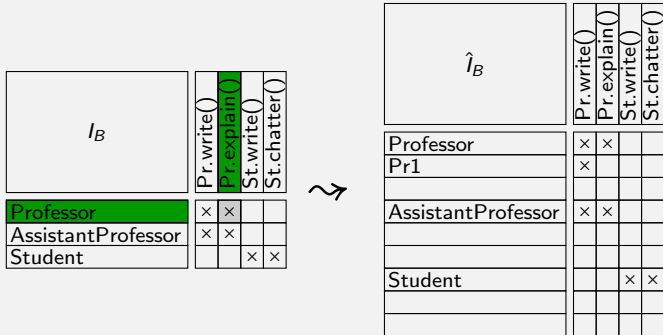 I_B
Pr.write()
Pr.explain()
St.write()
St.chatter()
Professor × ×
AssistantProfessor × ×
Student × ×
⇝
Î_B
Pr.write()
Pr.explain()
St.write()
St.chatter()
Professor × ×
Pr1 ×
AssistantProfessor × ×
Student × ×